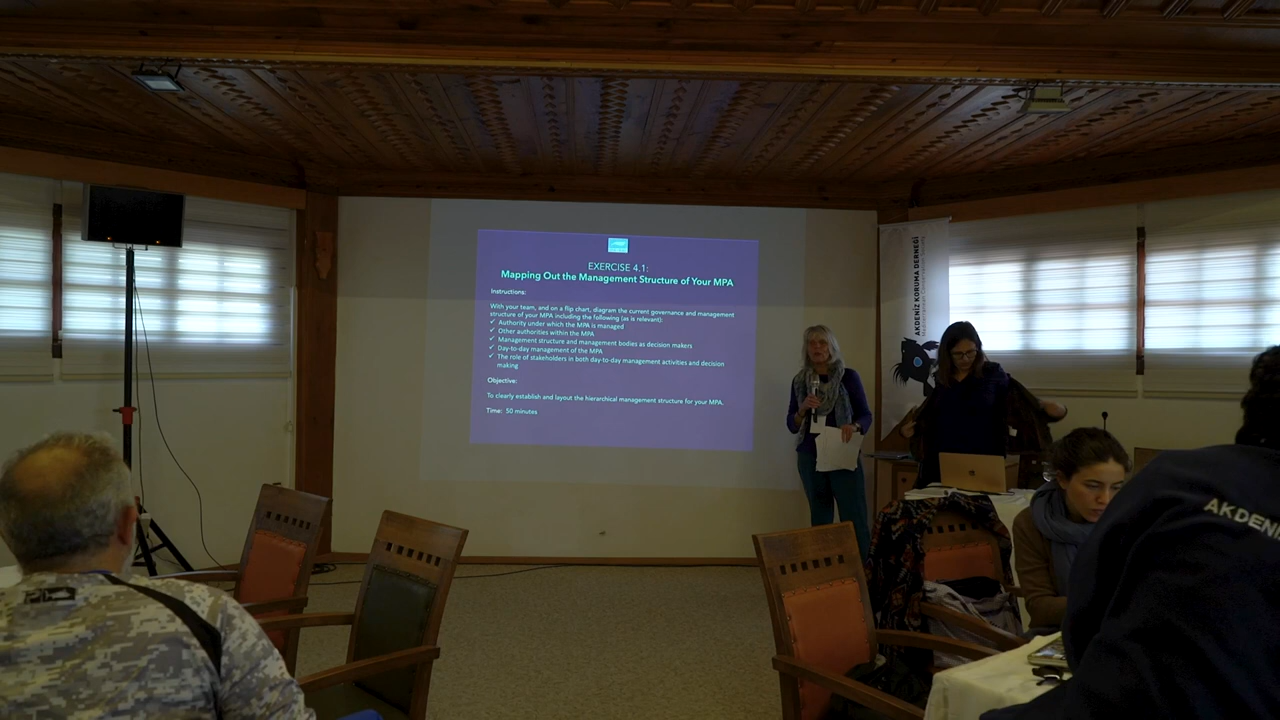 EXERCISE 4.1:
Mapping Out the Management Structure of Your MPA
Instructions:
With your team, and on a flip chart, diagram the current governance and management
structure of your MPA including the following (as is relevant):
✓ Authority under which the MPA is managed
✓ Other authorities within the MPA
✓ Management structure and management bodies as decision makers
✓ Day-to-day management of the MPA
✓ The role of stakeholders in both day-to-day management activities and decision
making
Objective:
To clearly establish and layout the hierarchical management structure for your MPA.
Time: 50 minutes
AKDENİZ KORUMA DERNEĞİ
AKDENİ